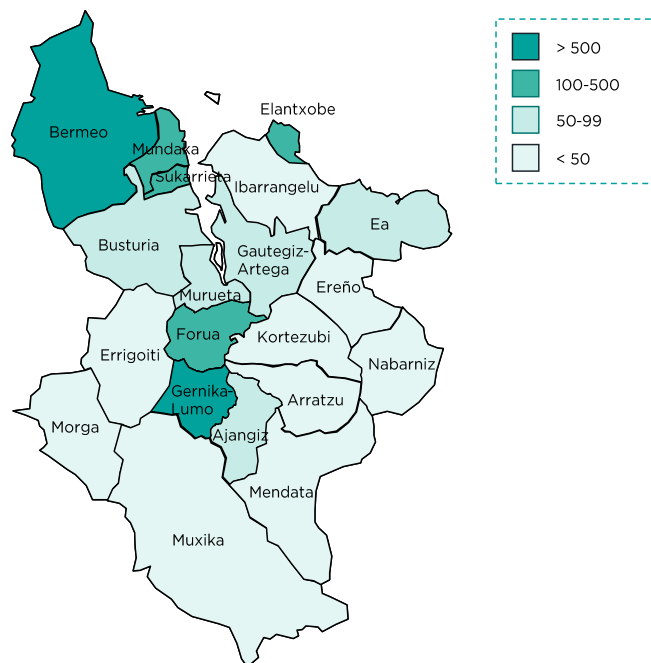 > 500
100-500
50-99
< 50
Elantxobe
Bermeo
Mundaka
Sukarrieta
Ibarrangelu
Ea
Busturia
Gautegiz-
Artega
Murueta
Ereño
Forua
Kortezubi
Errigoiti
Nabarniz
Gernika-
Lumo
Arratzu
Morga
Ajangiz
Mendata
Muxika